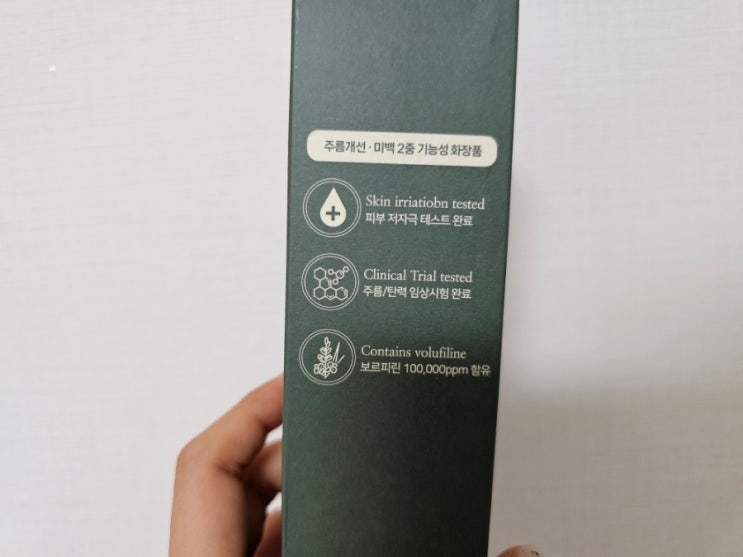 주름개선·미백 2중 기능성 화장품
Skin irriatiobn tested
피부 저자극 테스트 완료
Clinical Trial tested
주름/탄력 임상시험 완료
Contains volufiline
보르피린 100,000ppm 함유